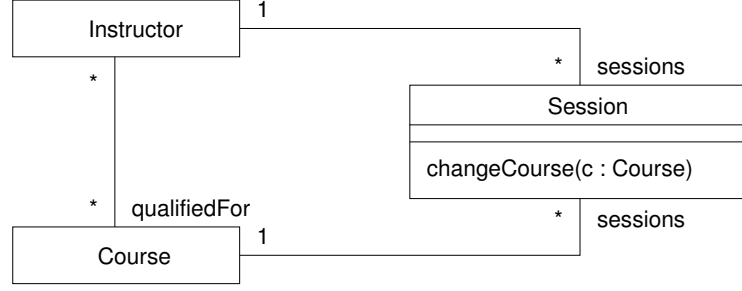 1
Instructor
*
*
sessions
Session
changeCourse(c : Course)
*
qualifiedFor
*
sessions
1
Course